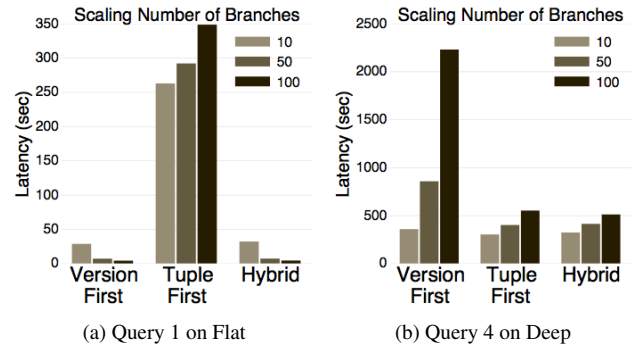 Scaling Number of Branches
350
300
250
200
150
100
50
0
Latency (sec)
10
50
100
Version First
Tuple First
Hybrid
(a) Query 1 on Flat
Scaling Number of Branches
2500
2000
1500
1000
500
0
Latency (sec)
10
50
100
Version First
Tuple First
Hybrid
(b) Query 4 on Deep